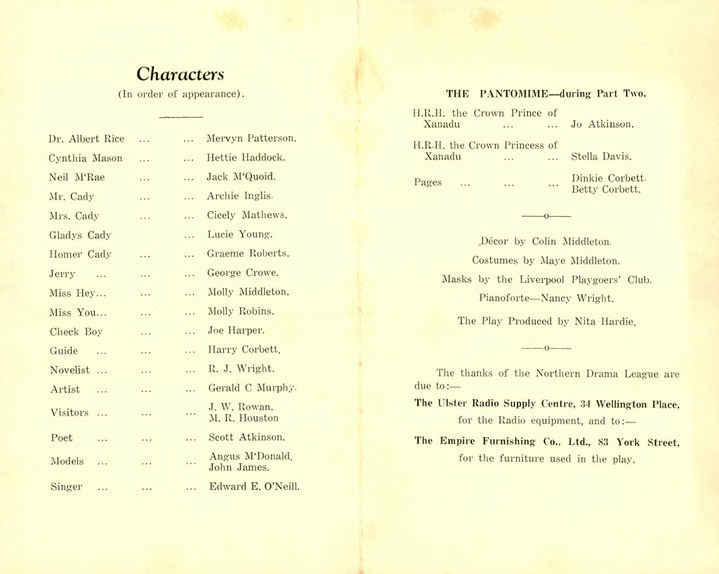 Characters
(In order of appearance).
Dr. Albert Rice ... ... Mervyn Patterson.
Cynthia Mason ... ... Hettie Haddock.
Neil M'Rae ... ... Jack M'Quoid.
Mr. Cady ... ... Archie Inglis.
Mrs. Cady ... ... Cicely Mathews.
Gladys Cady ... Lucie Young.
Homer Cady ... ... Graeme Roberts.
Jerry ... ... ... George Crowe.
Miss Hey... ... ... Molly Middleton.
Miss You... ... ... Molly Robins.
Check Boy ... ... Joe Harper.
Guide ... ... ... Harry Corbett.
Novelist ... ... ... R. J. Wright.
Artist ... ... ... Gerald C Murphy.
Visitors ... ... ... J. W. Rowan.
M. R. Houston
Poet ... ... ... Scott Atkinson.
Models ... ... ... Angus M'Donald.
John James.
Singer ... ... ... Edward E. O'Neill.
THE PANTOMIME—during Part Two.
H.R.H. the Crown Prince of
Xanadu ... ... Jo Atkinson.
H.R.H. the Crown Princess of
Xanadu ... ... Stella Davis.
Pages ... ... ... Dinkie Corbett.
Betty Corbett.
Décor by Colin Middleton.
Costumes by Maye Middleton.
Masks by the Liverpool Playgoers' Club.
Pianoforte—Nancy Wright.
The Play Produced by Nita Hardie.
The thanks of the Northern Drama League are
due to:—
The Ulster Radio Supply Centre, 34 Wellington Place,
for the Radio equipment, and to:—
The Empire Furnishing Co., Ltd., 83 York Street,
for the furniture used in the play.